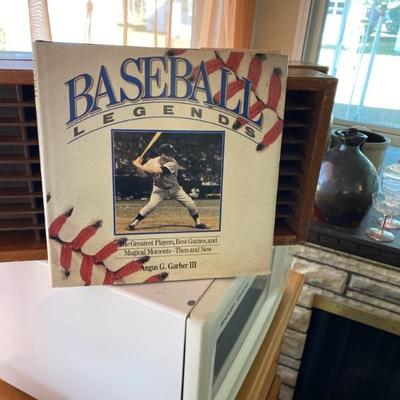 BASEBALL
LEGENDS
The Greatest Players, Best Games, and
Magical Moments—Then and Now
Angus G. Garber III